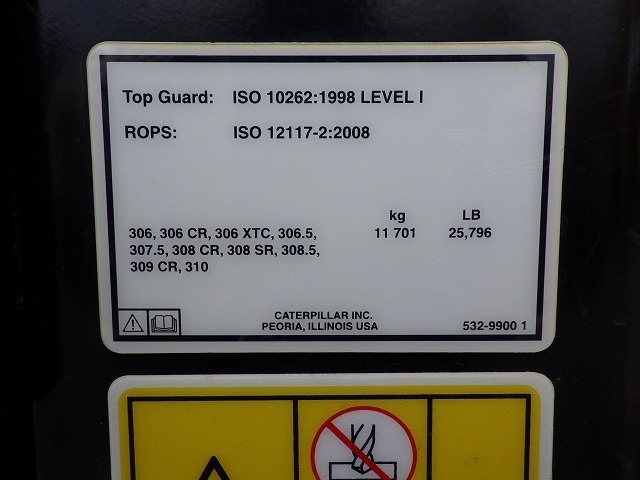 Top Guard: ISO 10262:1998 LEVEL I
ROPS: ISO 12117-2:2008
kg LB
306, 306 CR, 306 XTC, 306.5, 11 701 25,796
307.5, 308 CR, 308 SR, 308.5,
309 CR, 310
CATERPILLAR INC.
PEORIA, ILLINOIS USA 532-9900 1